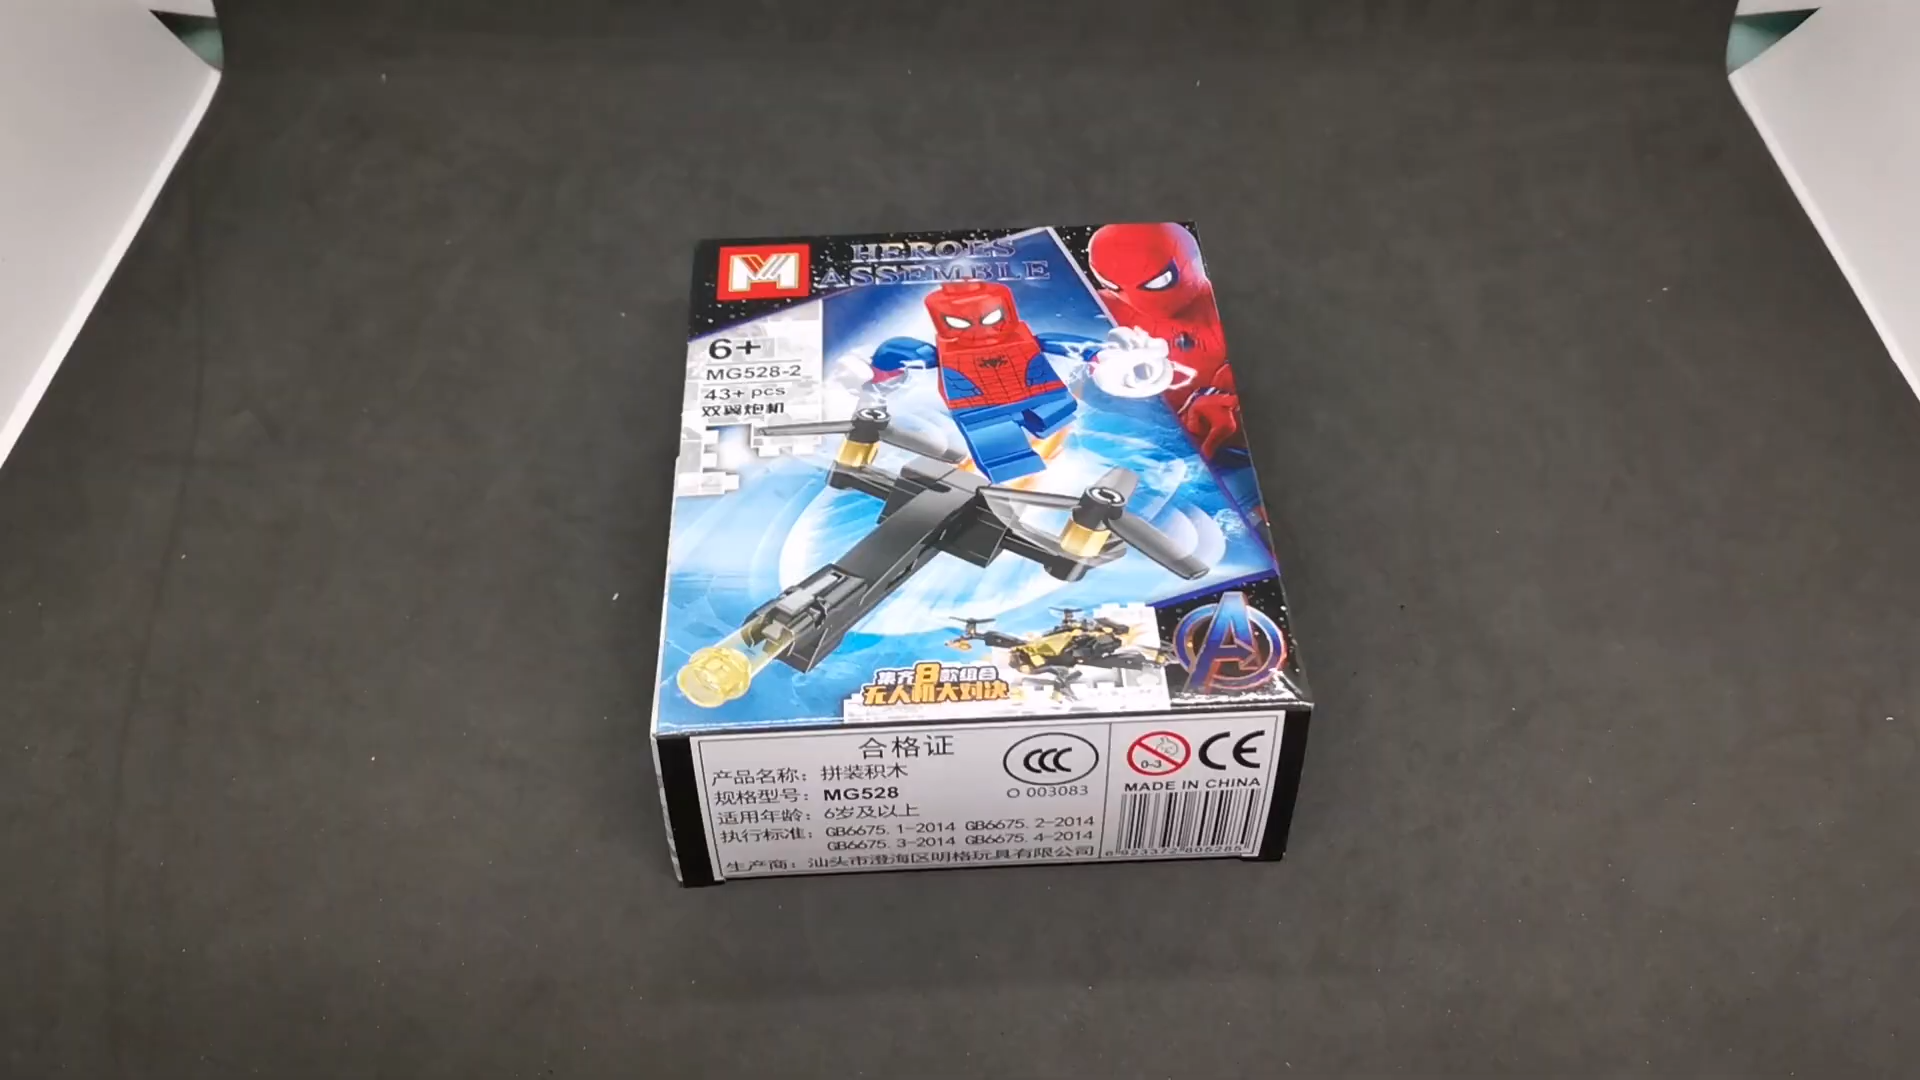 HEROES
ASSEMBLE
6+
MG528-2
43+ pcs
双翼炮机
集齐8款组合
无人机大对决
合格证
产品名称：拼装积木
规格型号：MG528
适用年龄：6岁及以上
执行标准：GB6675.1-2014 GB6675.2-2014
GB6675.3-2014 GB6675.4-2014
生产商：汕头市澄海区明格玩具有限公司
CCC
O 003083
0-3
CE
MADE IN CHINA
6 923372 805285